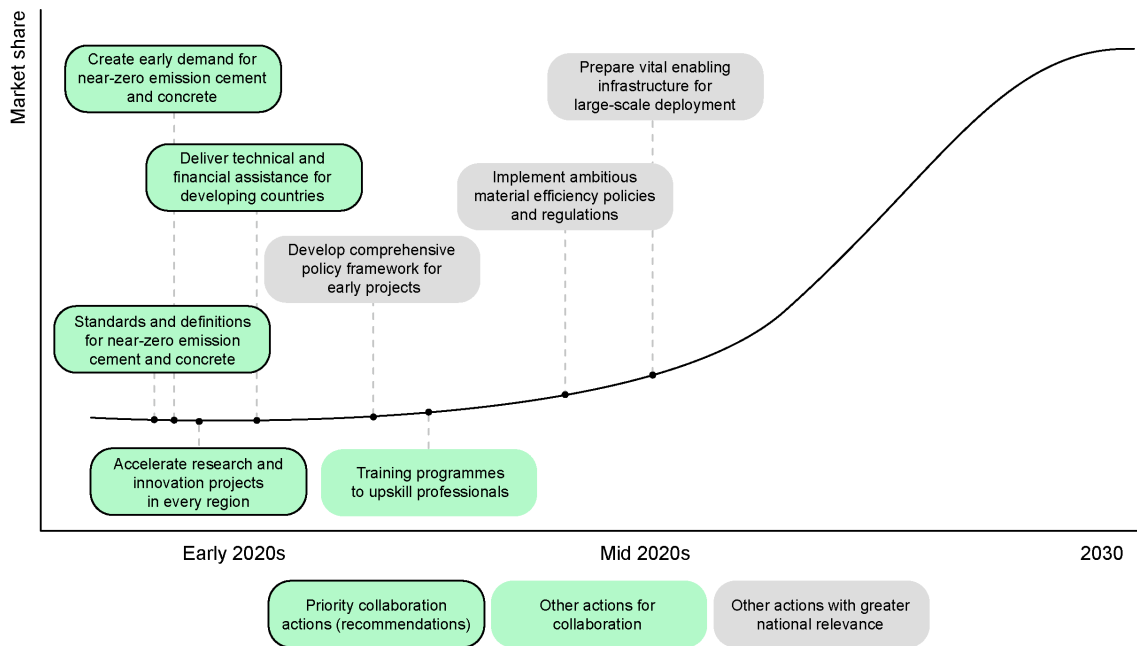 Market share
Create early demand for
near-zero emission cement
and concrete
Prepare vital enabling
infrastructure for
large-scale deployment
Deliver technical and
financial assistance for
developing countries
Implement ambitious
material efficiency policies
and regulations
Develop comprehensive
policy framework for
early projects
Standards and definitions
for near-zero emission
cement and concrete
Accelerate research and
innovation projects
in every region
Training programmes
to upskill professionals
Early 2020s
Mid 2020s
2030
Priority collaboration
actions (recommendations)
Other actions for
collaboration
Other actions with greater
national relevance